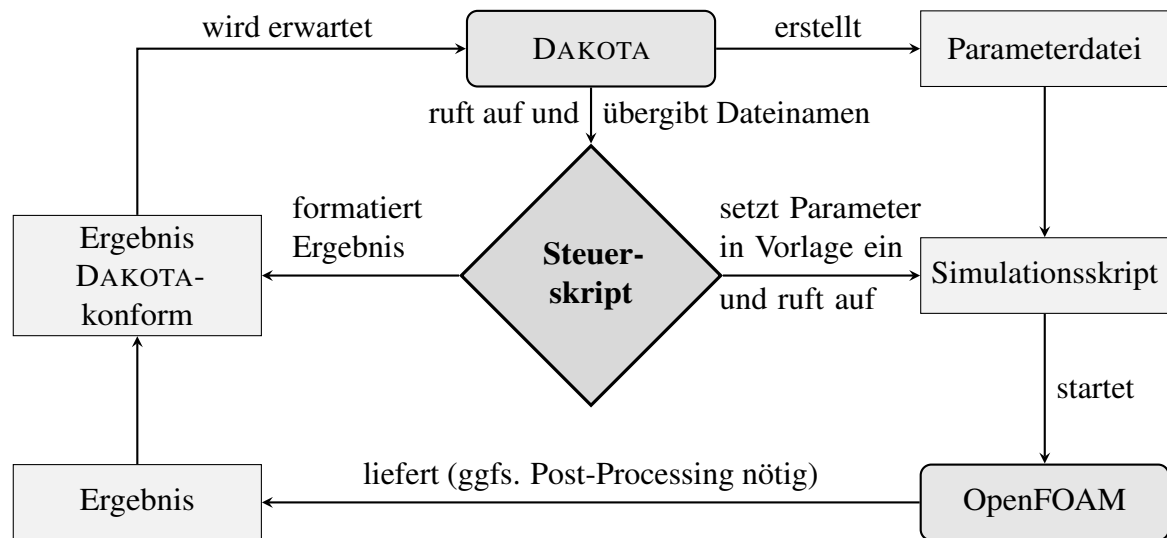 wird erwartet
DAKOTA
erstellt
Parameterdatei
ruft auf und
übergibt Dateinamen
formatiert
Ergebnis
setzt Parameter
in Vorlage ein
und ruft auf
Ergebnis
DAKOTA-
konform
Steuer-
skript
Simulationsskript
startet
liefert (ggfs. Post-Processing nötig)
Ergebnis
OpenFOAM